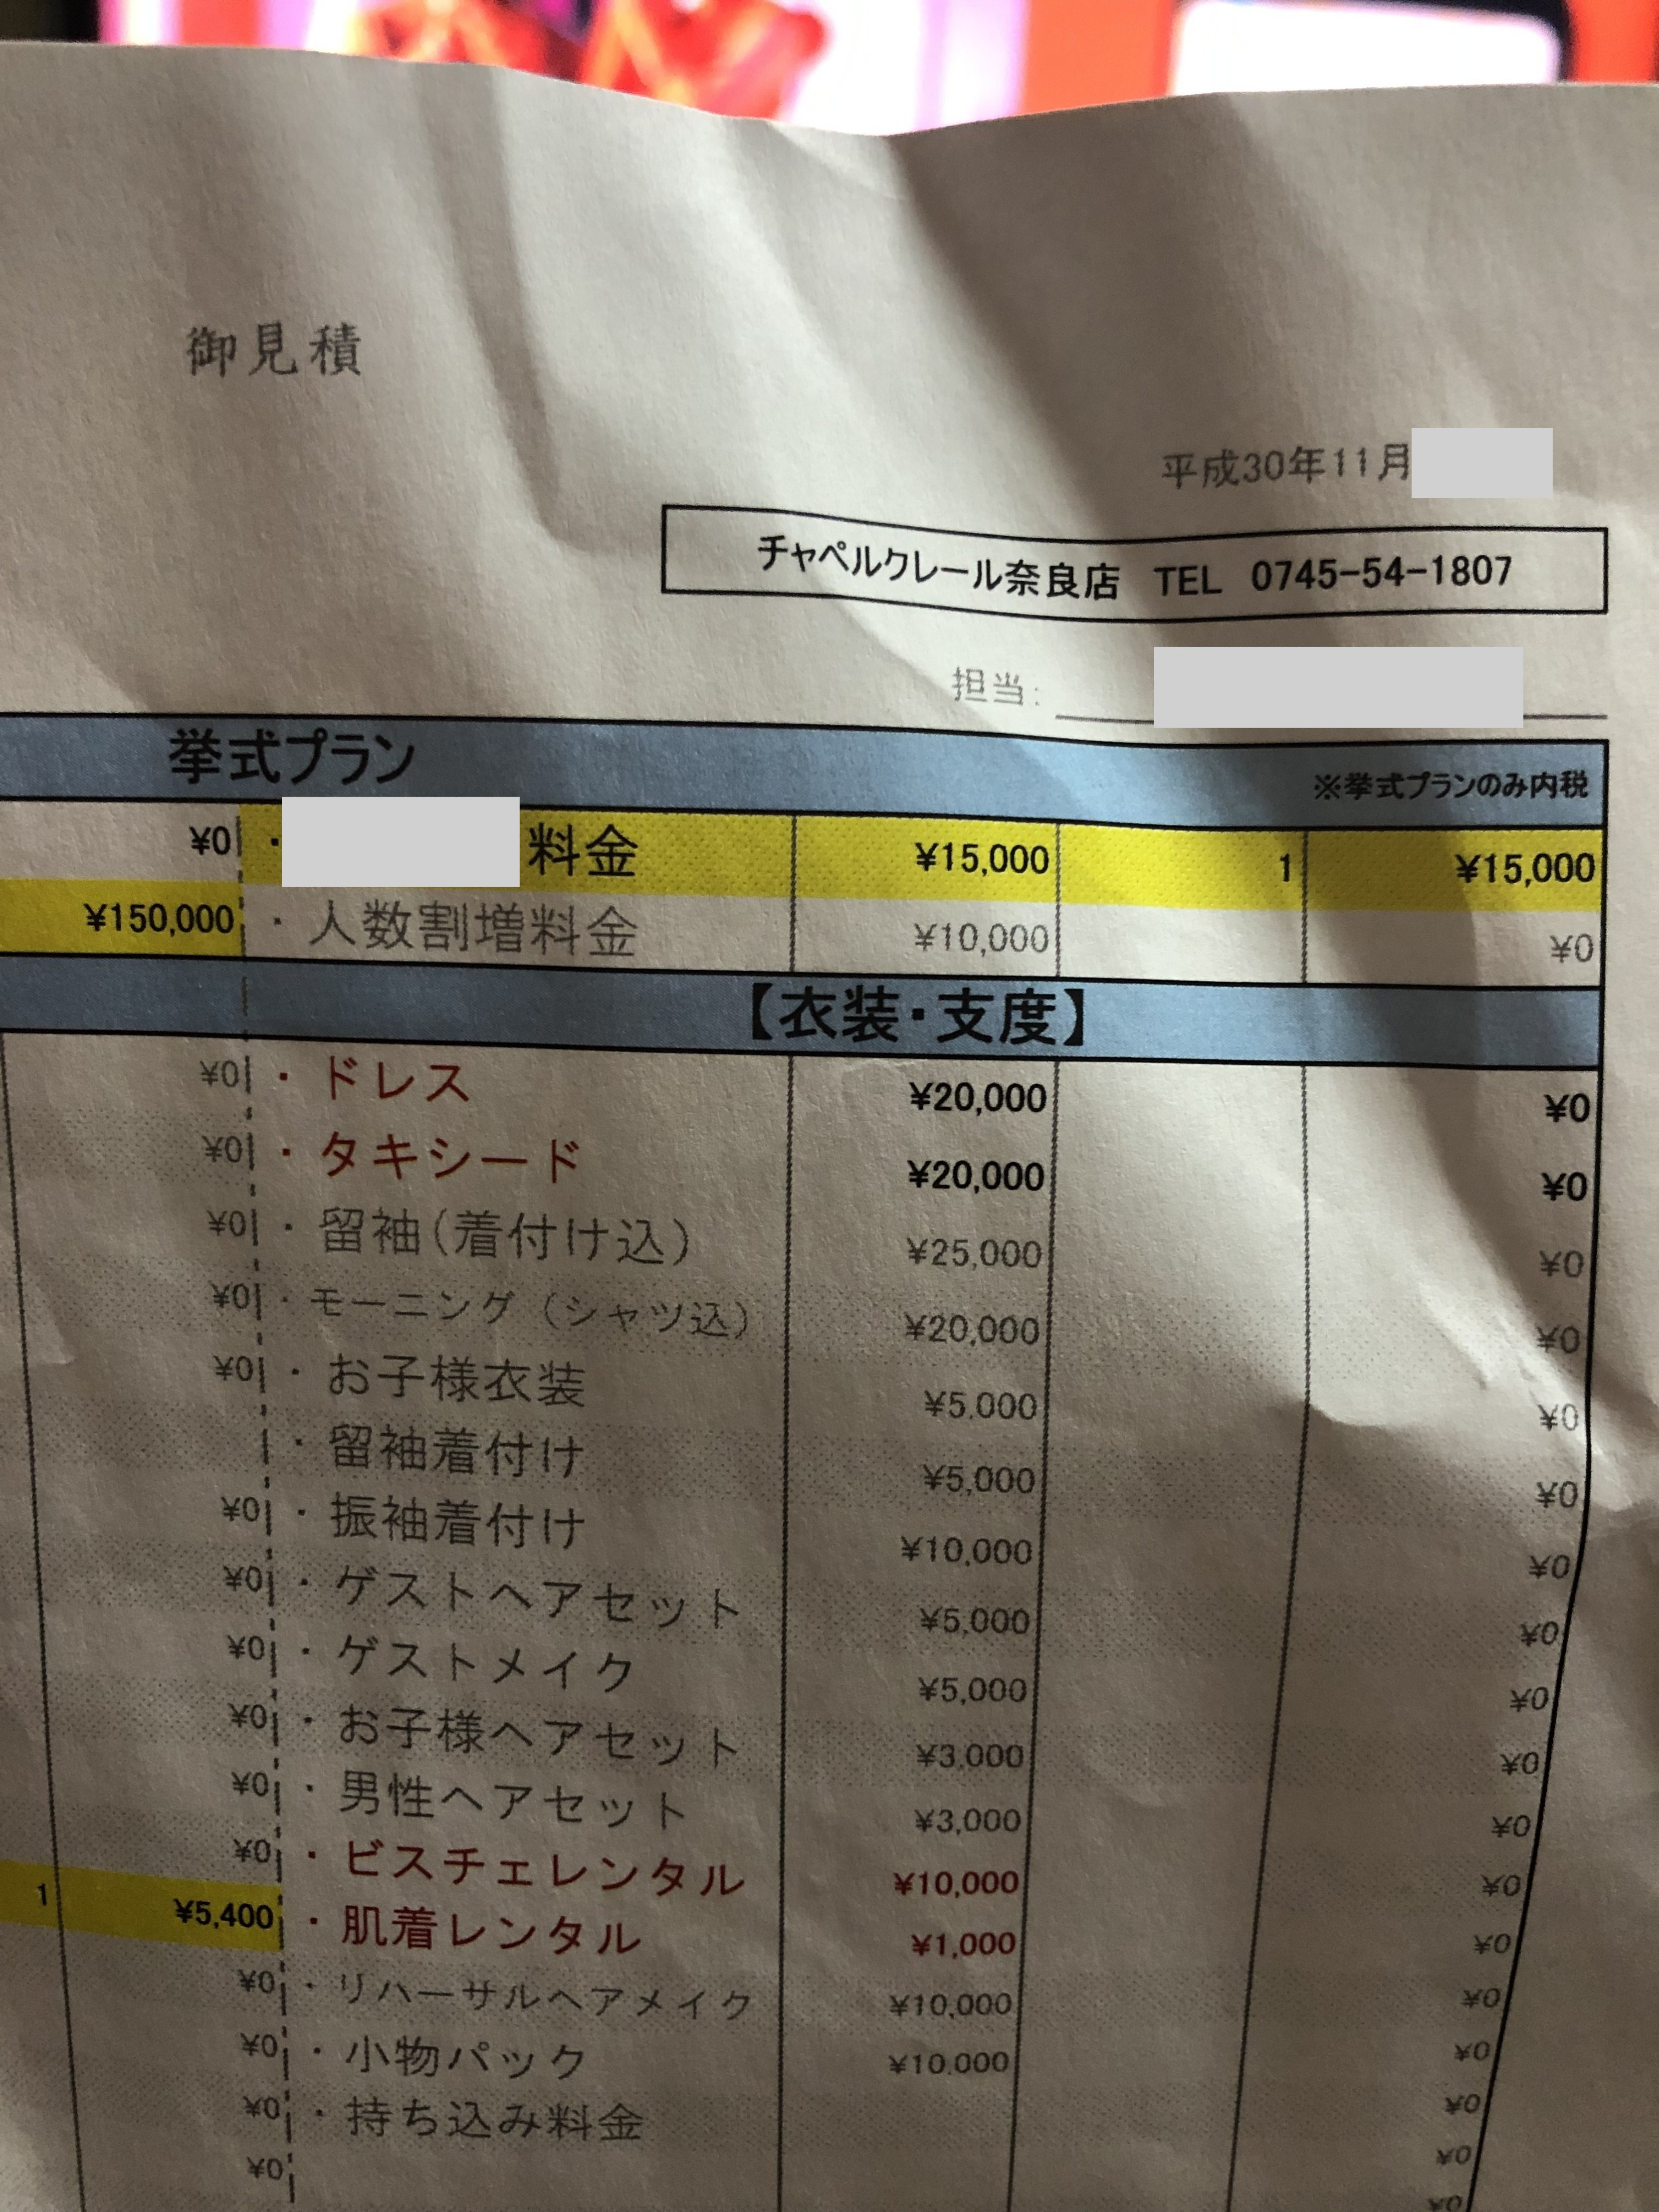 御見積
平成30年11月
チャペルクレール奈良店 TEL 0745-54-1807
担当:
挙式プラン ※挙式プランのみ内税
¥0 ・ 料金 ¥15,000 1 ¥15,000
¥150,000 ・人数割増料金 ¥10,000 ¥0
【衣装・支度】
¥0 ・ドレス ¥20,000 ¥0
¥0 ・タキシード ¥20,000 ¥0
¥0 ・留袖(着付け込) ¥25,000 ¥0
¥0 ・モーニング(シャツ込) ¥20,000 ¥0
¥0 ・お子様衣装 ¥5,000 ¥0
・留袖着付け ¥5,000 ¥0
¥0 ・振袖着付け ¥10,000 ¥0
¥0 ・ゲストヘアセット ¥5,000 ¥0
¥0 ・ゲストメイク ¥5,000 ¥0
¥0 ・お子様ヘアセット ¥3,000 ¥0
¥0 ・男性ヘアセット ¥3,000 ¥0
¥0 ・ビスチェレンタル ¥10,000 ¥0
1 ¥5,400 ・肌着レンタル ¥1,000 ¥0
¥0 ・リハーサルヘアメイク ¥10,000 ¥0
¥0 ・小物パック ¥10,000 ¥0
¥0 ・持ち込み料金 ¥0
¥0 ¥0
¥0